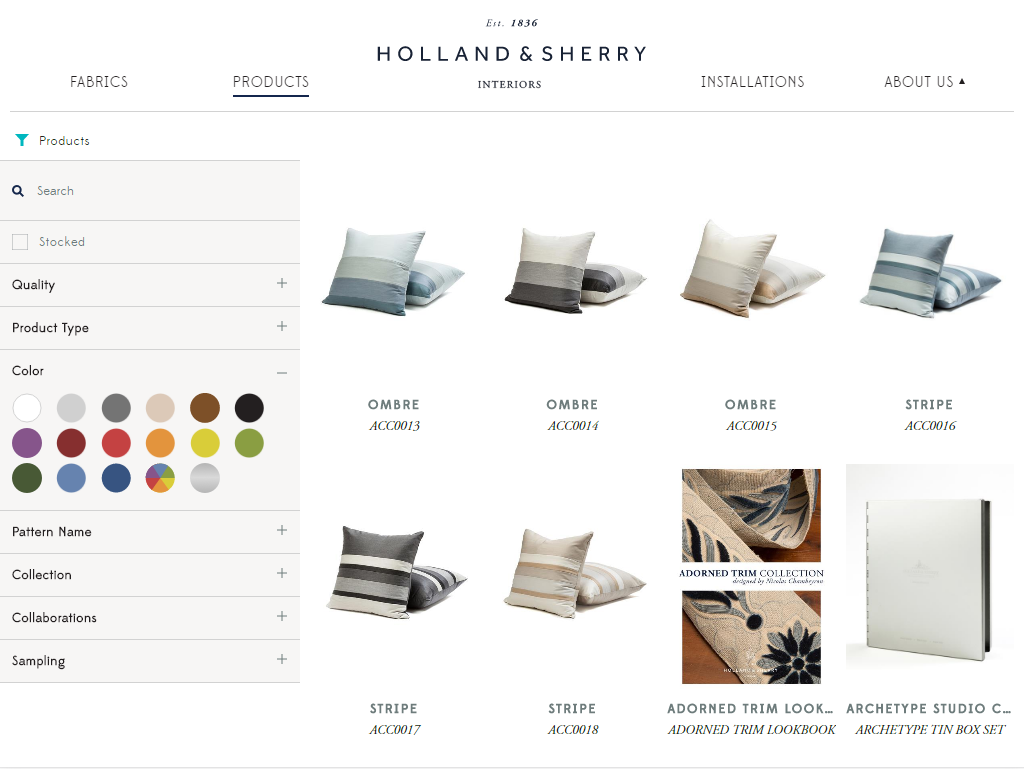 Est. 1836
HOLLAND & SHERRY
INTERIORS
FABRICS
PRODUCTS
INSTALLATIONS
ABOUT US ▲
Products
Search
Stocked
Quality
Product Type
Color
Pattern Name
Collection
Collaborations
Sampling
OMBRE
ACC0013
OMBRE
ACC0014
OMBRE
ACC0015
STRIPE
ACC0016
ADORNED TRIM COLLECTION
designed by Nicolas Chambeyron
HOLLAND & SHERRY
STRIPE
ACC0017
STRIPE
ACC0018
ADORNED TRIM LOOK...
ADORNED TRIM LOOKBOOK
ARCHETYPE STUDIO C...
ARCHETYPE TIN BOX SET